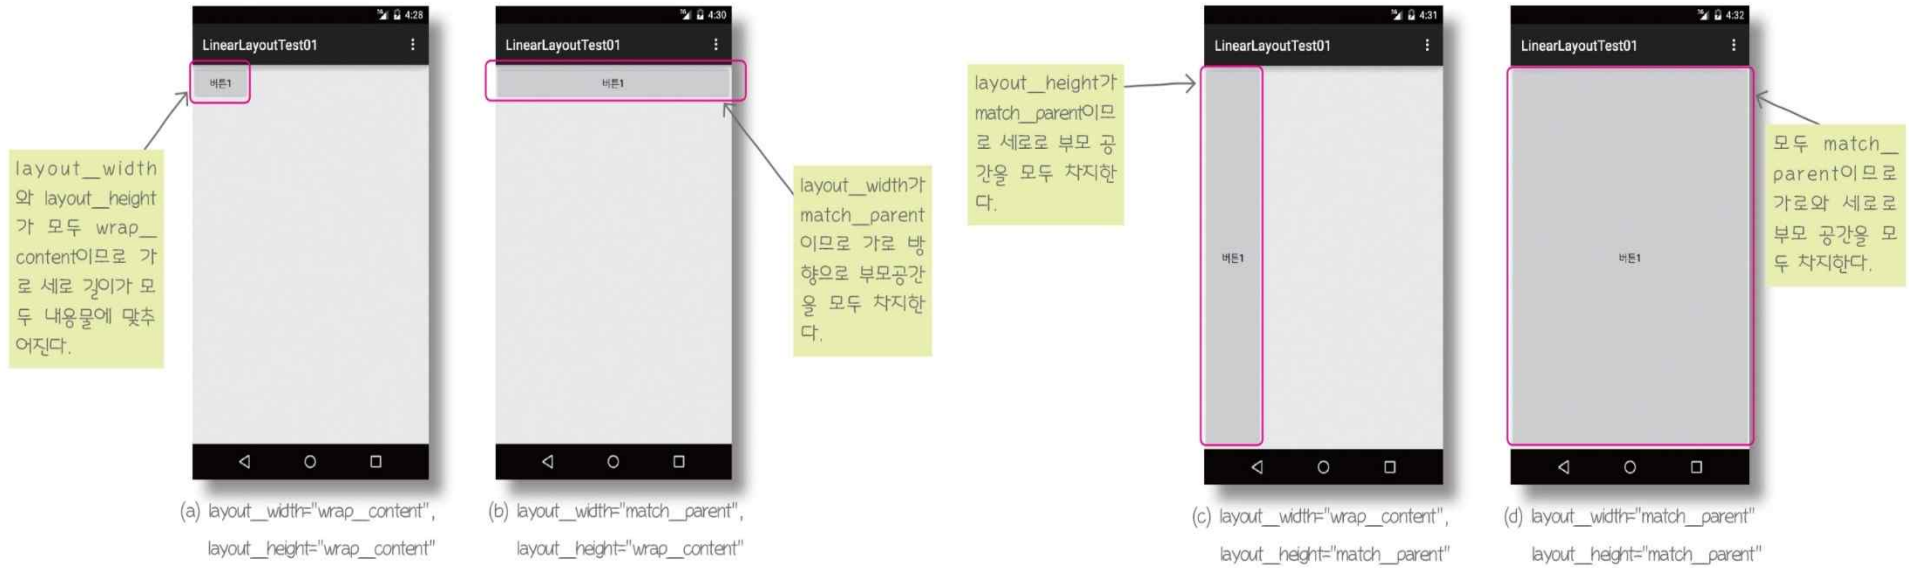 4:28
LinearLayoutTest01
버튼1
layout_width
와 layout_height
가 모두 wrap_
content이므로 가
로 세로 길이가 모
두 내용물에 맞추
어진다.
(a) layout_width="wrap_content",
layout_height="wrap_content"
4:30
LinearLayoutTest01
버튼1
layout_width가
match_parent
이므로 가로 방
향으로 부모공간
을 모두 차지한
다.
(b) layout_width="match_parent",
layout_height="wrap_content"
4:31
LinearLayoutTest01
layout_height가
match_parent이므
로 세로로 부모 공
간을 모두 차지한
다.
버튼1
(c) layout_width="wrap_content",
layout_height="match_parent"
4:32
LinearLayoutTest01
버튼1
모두 match_
parent이므로
가로와 세로로
부모 공간을 모
두 차지한다.
(d) layout_width="match_parent"
layout_height="match_parent"